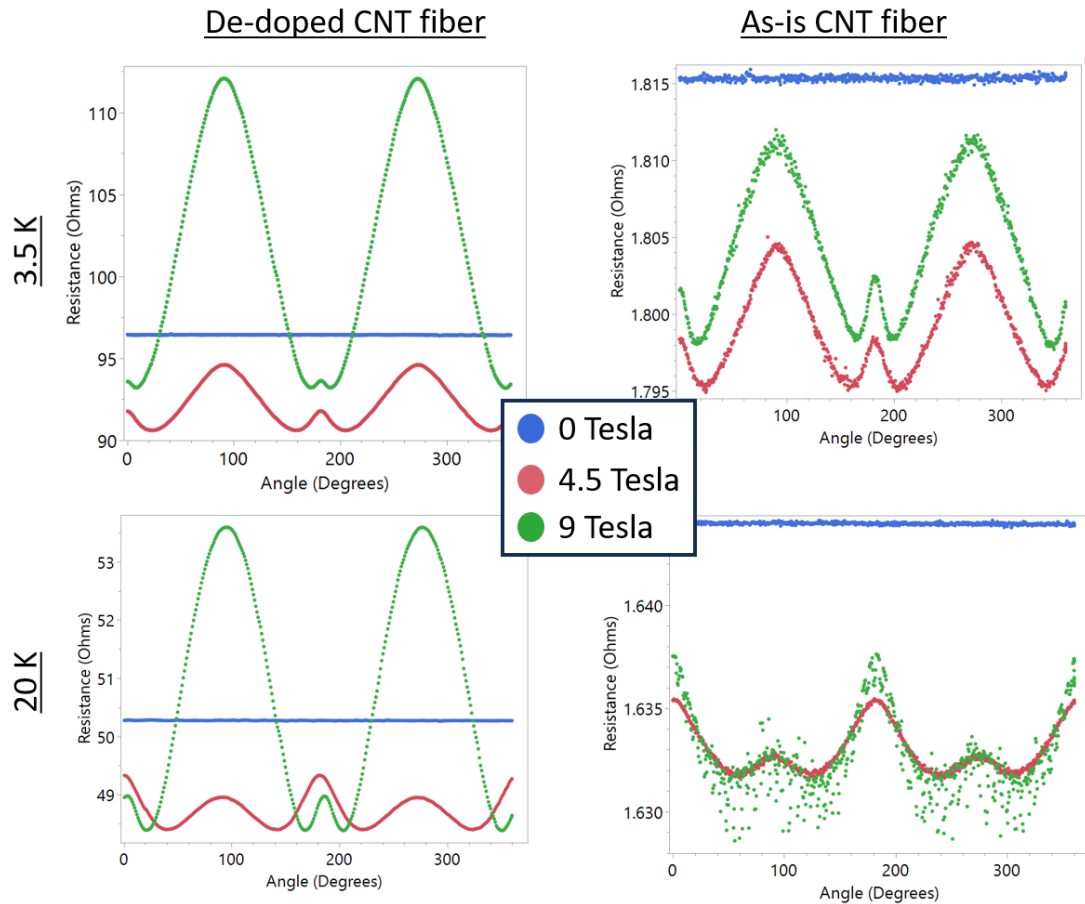 De-doped CNT fiber
As-is CNT fiber
3.5 K
Resistance (Ohms)
110
105
100
95
90
0
100
200
300
Angle (Degrees)
Resistance (Ohms)
1.815
1.810
1.805
1.800
1.795
100
200
300
Angle (Degrees)
0 Tesla
4.5 Tesla
9 Tesla
20 K
Resistance (Ohms)
53
52
51
50
49
0
100
200
300
Angle (Degrees)
Resistance (Ohms)
1.640
1.635
1.630
0
100
200
300
Angle (Degrees)